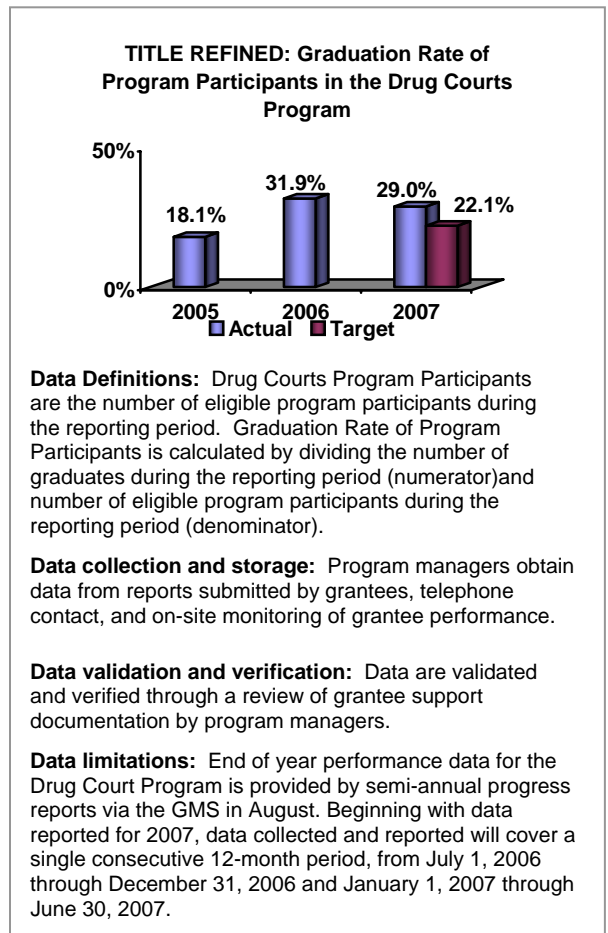 TITLE REFINED: Graduation Rate of
Program Participants in the Drug Courts
Program
50%
31.9%
29.0%
22.1%
18.1%
0%
2005 2006 2007
Actual Target
Data Definitions: Drug Courts Program Participants
are the number of eligible program participants during
the reporting period. Graduation Rate of Program
Participants is calculated by dividing the number of
graduates during the reporting period (numerator)and
number of eligible program participants during the
reporting period (denominator).
Data collection and storage: Program managers obtain
data from reports submitted by grantees, telephone
contact, and on-site monitoring of grantee performance.
Data validation and verification: Data are validated
and verified through a review of grantee support
documentation by program managers.
Data limitations: End of year performance data for the
Drug Court Program is provided by semi-annual progress
reports via the GMS in August. Beginning with data
reported for 2007, data collected and reported will cover a
single consecutive 12-month period, from July 1, 2006
through December 31, 2006 and January 1, 2007 through
June 30, 2007.